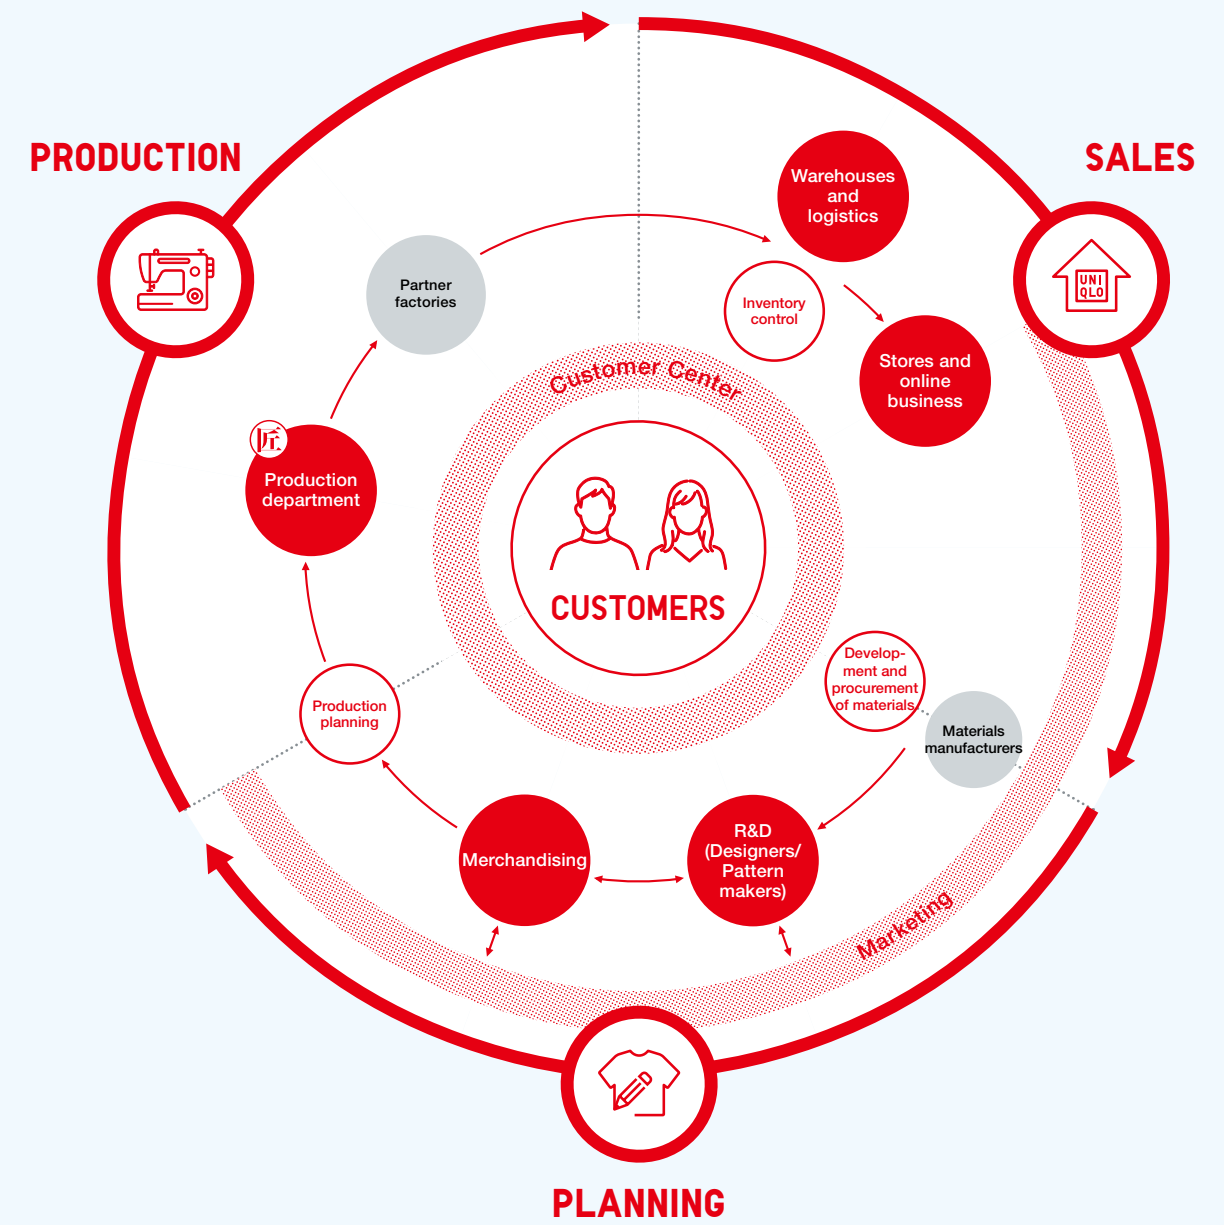 PRODUCTION
SALES
Warehouses
and
logistics
Partner
factories
Inventory
control
UNI
QLO
Stores and
online
business
Customer Center
匠
Production
department
CUSTOMERS
Develop-
ment and
procurement
of materials
Materials
manufacturers
Production
planning
Merchandising
R&D
(Designers/
Pattern
makers)
Marketing
PLANNING